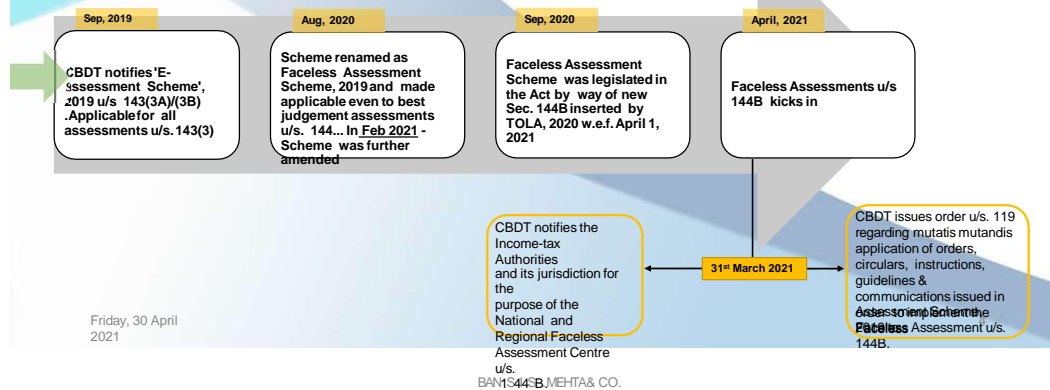 Sep, 2019
CBDT notifies 'E-
assessment Scheme',
2019 u/s 143(3A)/(3B)
.Applicable for all
assessments u/s. 143(3)
Aug, 2020
Scheme renamed as
Faceless Assessment
Scheme, 2019 and made
applicable even to best
judgement assessments
u/s. 144... In Feb 2021 -
Scheme was further
amended
Sep, 2020
Faceless Assessment
Scheme was legislated in
the Act by way of new
Sec. 144B inserted by
TOLA, 2020 w.e.f. April 1,
2021
April, 2021
Faceless Assessments u/s
144B kicks in
31st March 2021
CBDT notifies the
Income-tax
Authorities
and its jurisdiction for
the
purpose of the
National and
Regional Faceless
Assessment Centre
u/s.
144B.
CBDT issues order u/s. 119
regarding mutatis mutandis
application of orders,
circulars, instructions,
guidelines &
communications issued in
order to implement the
Assessment Scheme,
Faceless Assessment u/s.
144B.
Friday, 30 April
2021
MEHTA & CO.